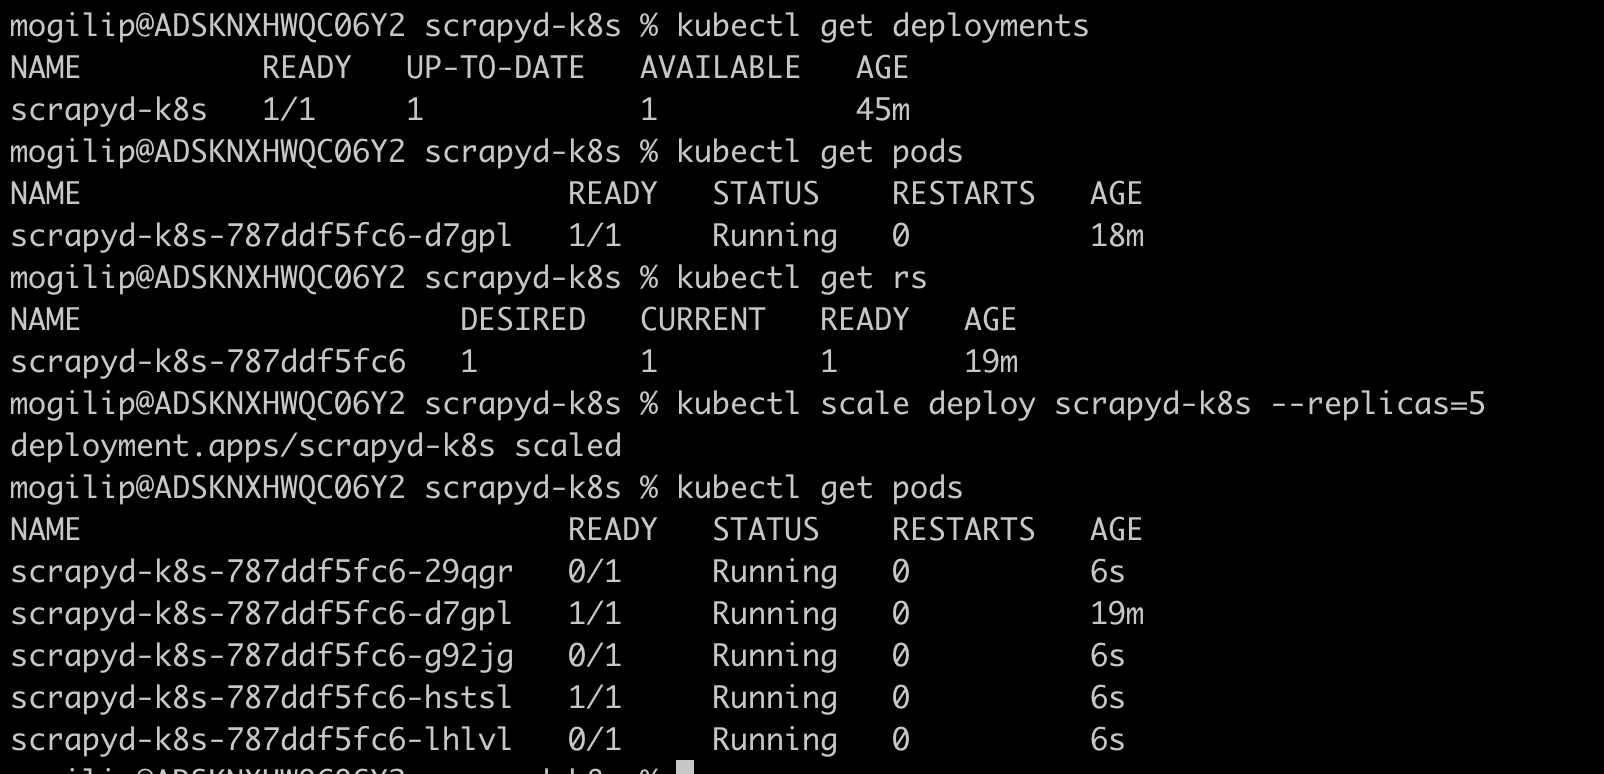 mogilip@ADSKNXHWQC06Y2 scrapyd-k8s % kubectl get deployments
NAME          READY   UP-TO-DATE   AVAILABLE   AGE
scrapyd-k8s   1/1     1            1           45m
mogilip@ADSKNXHWQC06Y2 scrapyd-k8s % kubectl get pods
NAME                           READY   STATUS    RESTARTS   AGE
scrapyd-k8s-787ddf5fc6-d7gpl   1/1     Running   0          18m
mogilip@ADSKNXHWQC06Y2 scrapyd-k8s % kubectl get rs
NAME                     DESIRED   CURRENT   READY   AGE
scrapyd-k8s-787ddf5fc6   1         1         1       19m
mogilip@ADSKNXHWQC06Y2 scrapyd-k8s % kubectl scale deploy scrapyd-k8s --replicas=5
deployment.apps/scrapyd-k8s scaled
mogilip@ADSKNXHWQC06Y2 scrapyd-k8s % kubectl get pods
NAME                           READY   STATUS    RESTARTS   AGE
scrapyd-k8s-787ddf5fc6-29qgr   0/1     Running   0          6s
scrapyd-k8s-787ddf5fc6-d7gpl   1/1     Running   0          19m
scrapyd-k8s-787ddf5fc6-g92jg   0/1     Running   0          6s
scrapyd-k8s-787ddf5fc6-hstsl   1/1     Running   0          6s
scrapyd-k8s-787ddf5fc6-lhlvl   0/1     Running   0          6s
mogilip@ADSKNXHWQC06Y2 scrapyd-k8s %